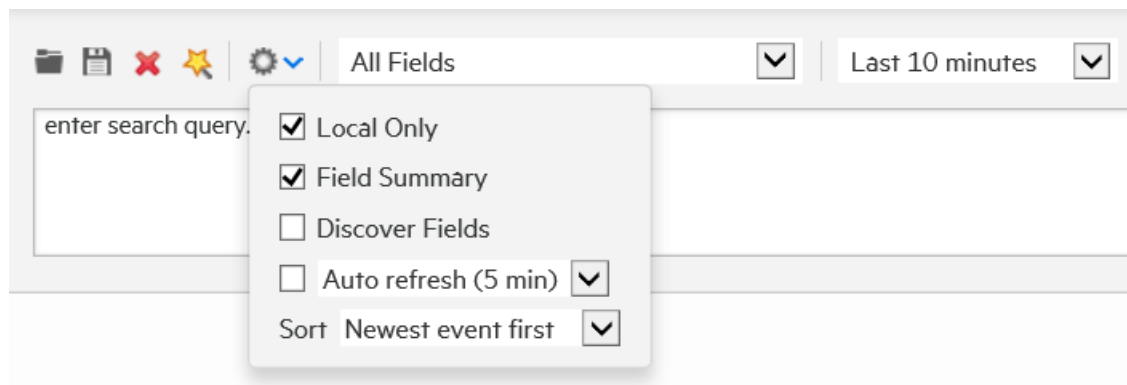 All Fields
Last 10 minutes
enter search query.
Local Only
Field Summary
Discover Fields
Auto refresh (5 min)
Sort Newest event first